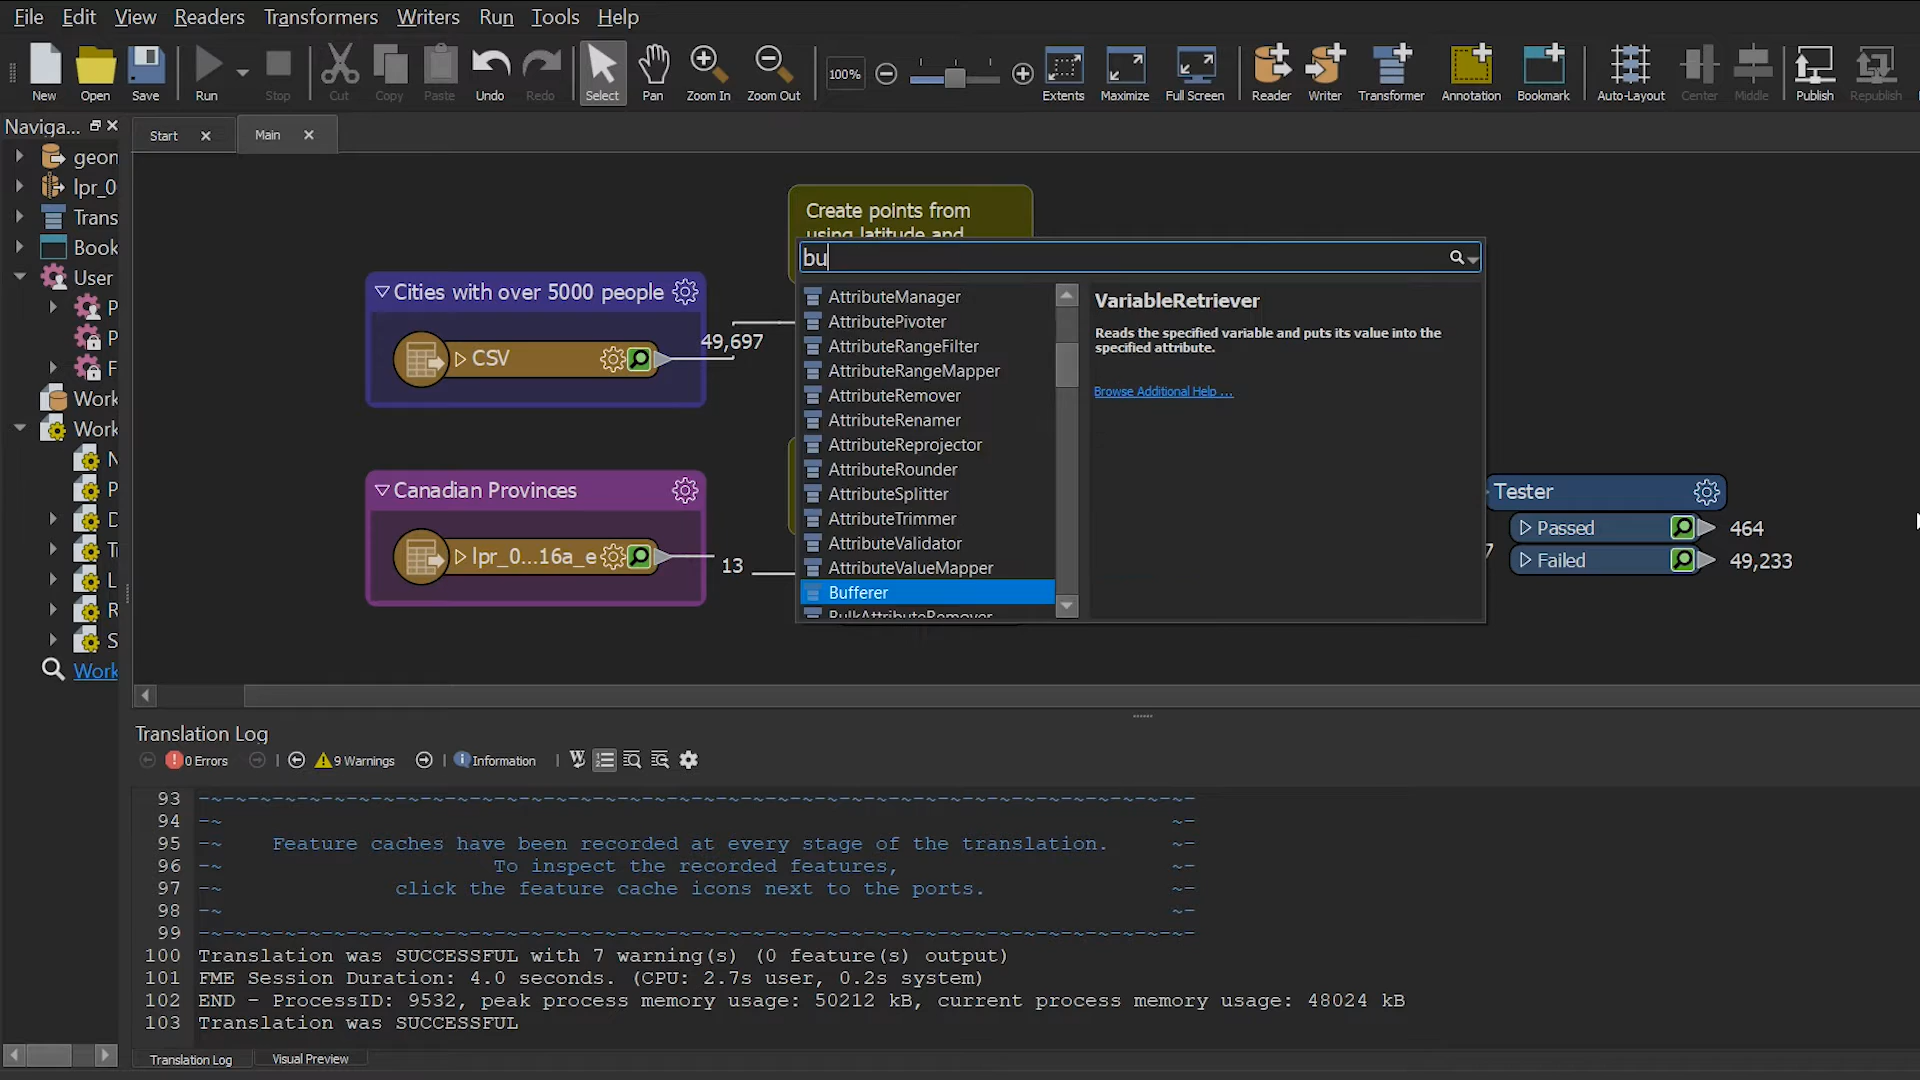 File Edit View Readers Transformers Writers Run Tools Help
New Open Save Run Stop Cut Copy Paste Undo Redo Select Pan Zoom In Zoom Out 100% Extents Maximize Full Screen Reader Writer Transformer Annotation Bookmark Auto-Layout Center Middle Publish Republish
Naviga...
Start Main
geon
lpr_0
Trans
Book
User
P
P
F
Work
Work
N
P
D
Ti
L
R
S
Work
Create points from
using latitude and
Cities with over 5000 people
CSV
49,697
Canadian Provinces
lpr_0...16a_e
13
bu
AttributeManager
AttributePivoter
AttributeRangeFilter
AttributeRangeMapper
AttributeRemover
AttributeRenamer
AttributeReprojector
AttributeRounder
AttributeSplitter
AttributeTrimmer
AttributeValidator
AttributeValueMapper
Bufferer
BulkAttributeRemover
VariableRetriever
Reads the specified variable and puts its value into the
specified attribute.
Browse Additional Help ...
Tester
Passed 464
7
Failed 49,233
Translation Log
0 Errors 9 Warnings Information
93 -~-~-~-~-~-~-~-~-~-~-~-~-~-~-~-~-~-~-~-~-~-~-~-~-~-~-~-~-~-~-~-~-~-~-~-~-~-~-
94 -~ ~-
95 -~ Feature caches have been recorded at every stage of the translation. ~-
96 -~ To inspect the recorded features, ~-
97 -~ click the feature cache icons next to the ports. ~-
98 -~ ~-
99 -~-~-~-~-~-~-~-~-~-~-~-~-~-~-~-~-~-~-~-~-~-~-~-~-~-~-~-~-~-~-~-~-~-~-~-~-~-~-
100 Translation was SUCCESSFUL with 7 warning(s) (0 feature(s) output)
101 FME Session Duration: 4.0 seconds. (CPU: 2.7s user, 0.2s system)
102 END - ProcessID: 9532, peak process memory usage: 50212 kB, current process memory usage: 48024 kB
103 Translation was SUCCESSFUL
Translation Log Visual Preview